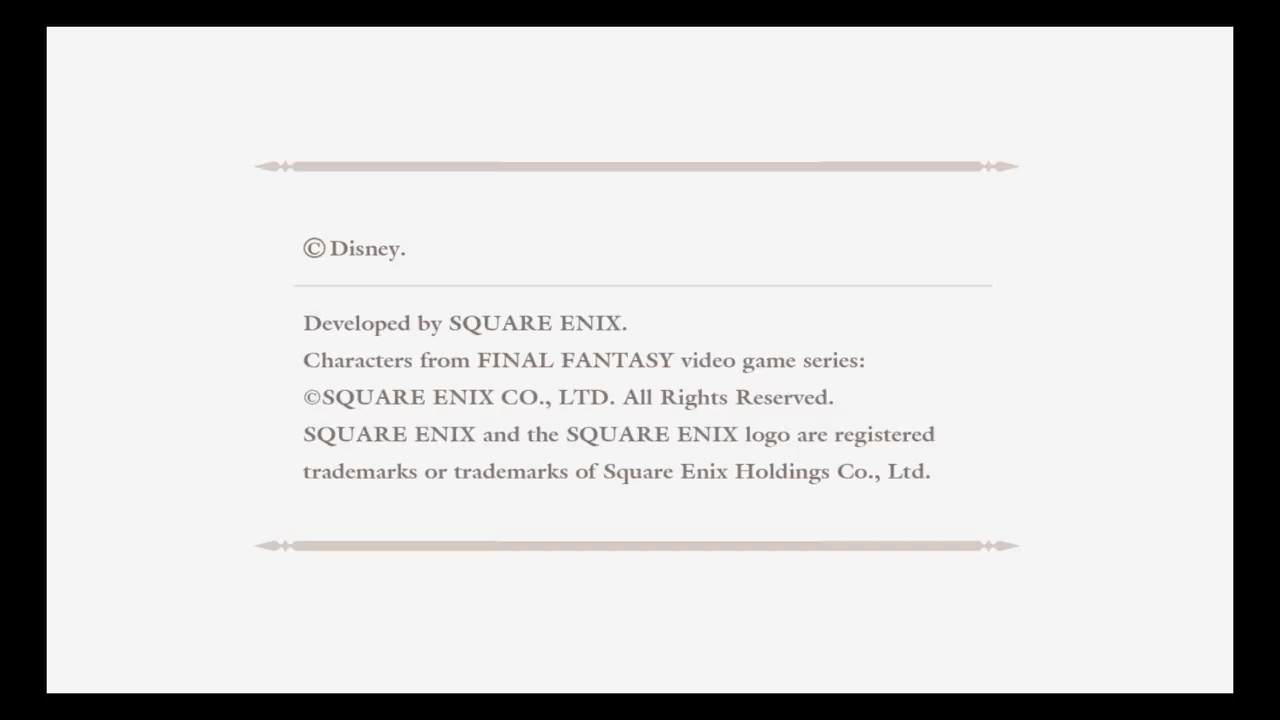 © Disney.
Developed by SQUARE ENIX.
Characters from FINAL FANTASY video game series:
©SQUARE ENIX CO., LTD. All Rights Reserved.
SQUARE ENIX and the SQUARE ENIX logo are registered
trademarks or trademarks of Square Enix Holdings Co., Ltd.